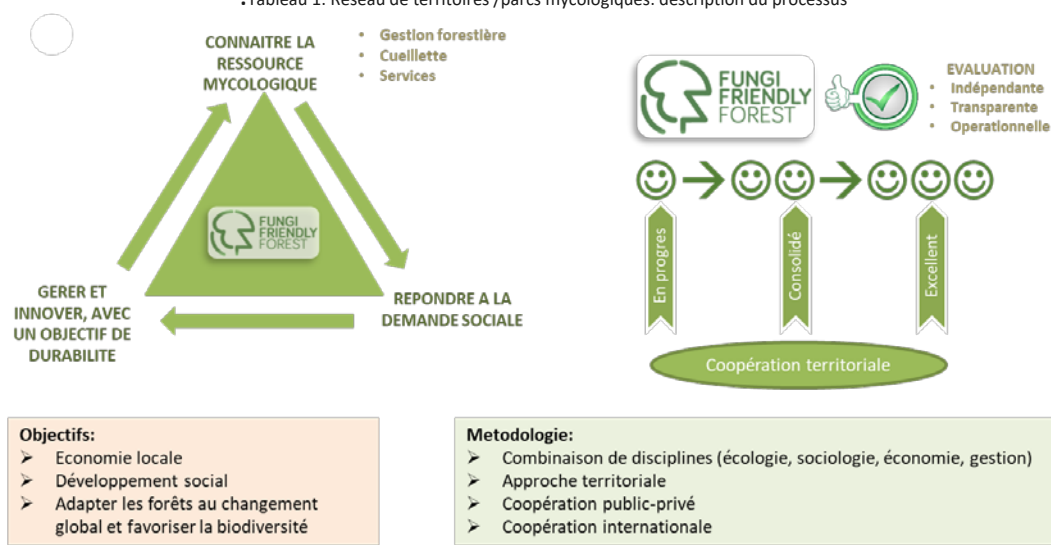 .Tableau 1. Réseau de territoires /parcs mycologiques: description du processus
CONNAITRE LA
RESSOURCE
MYCOLOGIQUE
• Gestion forestière
• Cueillette
• Services
FUNGI
FRIENDLY
FOREST
GERER ET
INNOVER, AVEC
UN OBJECTIF DE
DURABILITE
REPONDRE A LA
DEMANDE SOCIALE
FUNGI
FRIENDLY
FOREST
EVALUATION
• Indépendante
• Transparente
• Operationnelle
En progres
Consolidé
Excellent
Coopération territoriale
Objectifs:
➢ Economie locale
➢ Développement social
➢ Adapter les forêts au changement
global et favoriser la biodiversité
Metodologie:
➢ Combinaison de disciplines (écologie, sociologie, économie, gestion)
➢ Approche territoriale
➢ Coopération public-privé
➢ Coopération internationale